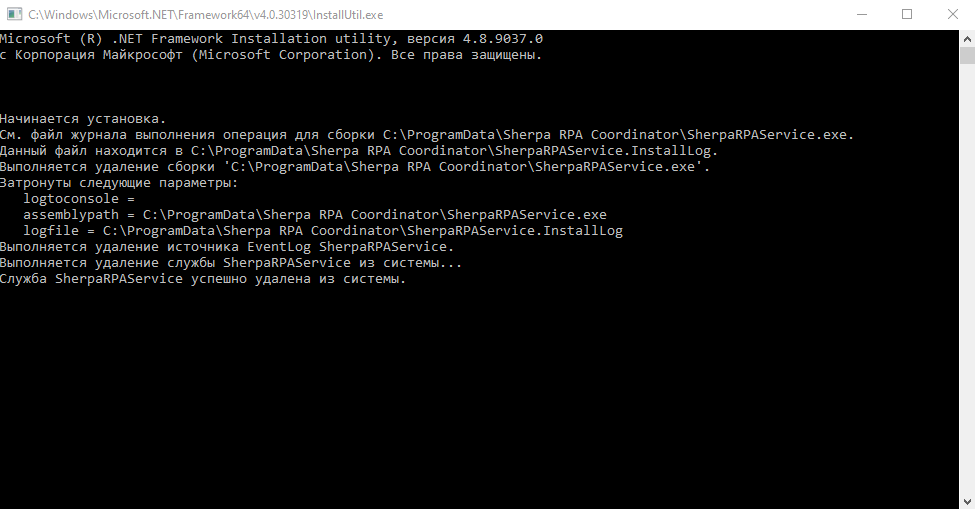 C:\Windows\Microsoft.NET\Framework64\v4.0.30319\InstallUtil.exe
Microsoft (R) .NET Framework Installation utility, версия 4.8.9037.0
с Корпорация Майкрософт (Microsoft Corporation). Все права защищены.
Начинается установка.
См. файл журнала выполнения операция для сборки C:\ProgramData\Sherpa RPA Coordinator\SherpaRPAService.exe.
Данный файл находится в C:\ProgramData\Sherpa RPA Coordinator\SherpaRPAService.InstallLog.
Выполняется удаление сборки 'C:\ProgramData\Sherpa RPA Coordinator\SherpaRPAService.exe'.
Затронуты следующие параметры:
logtoconsole =
assemblypath = C:\ProgramData\Sherpa RPA Coordinator\SherpaRPAService.exe
logfile = C:\ProgramData\Sherpa RPA Coordinator\SherpaRPAService.InstallLog
Выполняется удаление источника EventLog SherpaRPAService.
Выполняется удаление службы SherpaRPAService из системы...
Служба SherpaRPAService успешно удалена из системы.